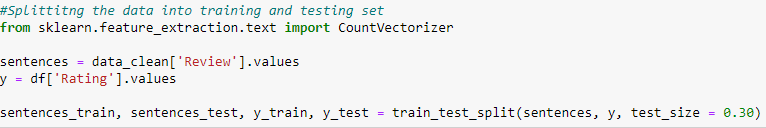 #Splittitng the data into training and testing set
from sklearn.feature_extraction.text import CountVectorizer
sentences = data_clean['Review'].values
y = df['Rating'].values
sentences_train, sentences_test, y_train, y_test = train_test_split(sentences, y, test_size = 0.30)